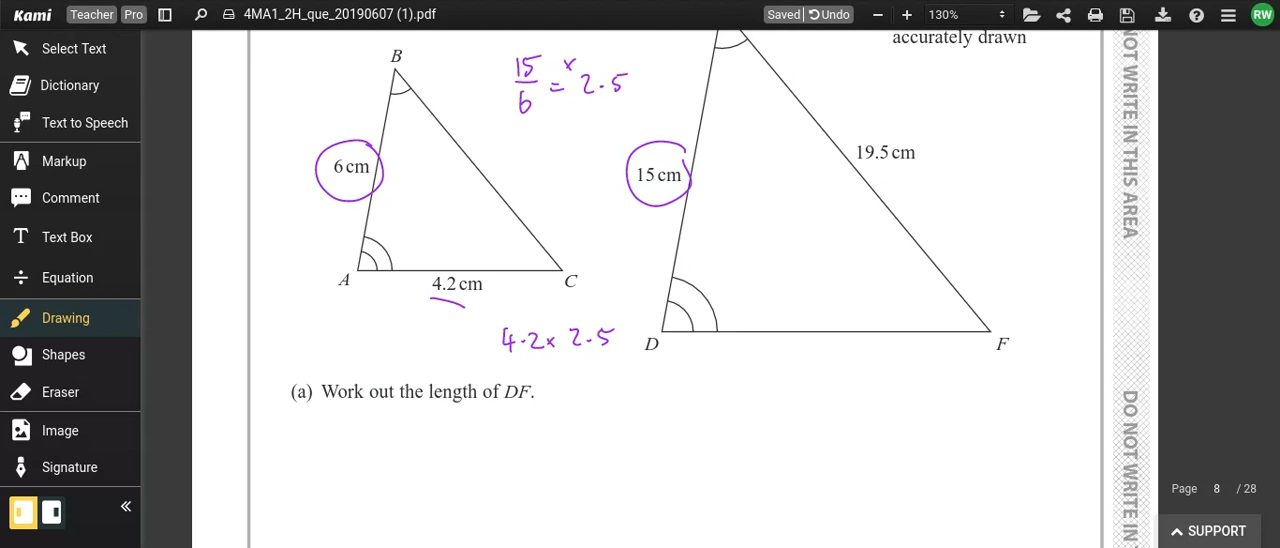 Kami Teacher Pro 4MA1_2H_que_20190607 (1).pdf Saved Undo 130% RW
Select Text
Dictionary
Text to Speech
Markup
Comment
Text Box
Equation
Drawing
Shapes
Eraser
Image
Signature
accurately drawn
B
15/6 = × 2.5
6 cm
15 cm
19.5 cm
A
4.2 cm
C
4.2 × 2.5
D
F
(a) Work out the length of DF.
NOT WRITE IN THIS AREA
DO NOT WRITE IN
Page 8 / 28
SUPPORT